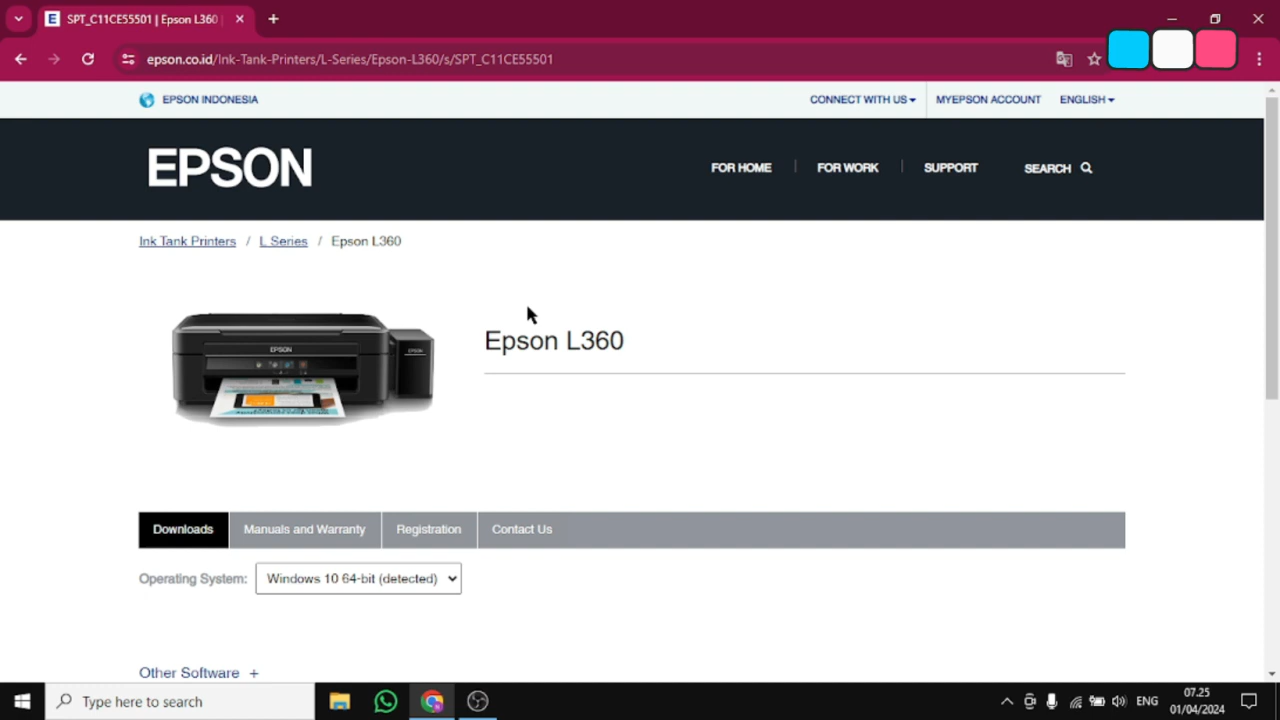 SPT_C11CE55501 | Epson L360
epson.co.id/Ink-Tank-Printers/L-Series/Epson-L360/s/SPT_C11CE55501
EPSON INDONESIA
CONNECT WITH US
MYEPSON ACCOUNT
ENGLISH
EPSON
FOR HOME
FOR WORK
SUPPORT
SEARCH
Ink Tank Printers / L Series / Epson L360
EPSON
EPSON
Epson L360
Downloads
Manuals and Warranty
Registration
Contact Us
Operating System:
Windows 10 64-bit (detected)
Other Software +
Type here to search
ENG
07.25
01/04/2024